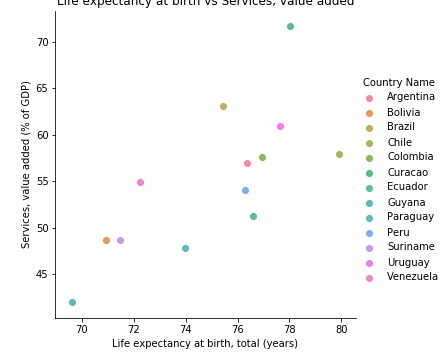 Life expectancy at birth vs Services, value added
Services, value added (% of GDP)
70
65
60
55
50
45
70 72 74 76 78 80
Life expectancy at birth, total (years)
Country Name
Argentina
Bolivia
Brazil
Chile
Colombia
Curacao
Ecuador
Guyana
Paraguay
Peru
Suriname
Uruguay
Venezuela